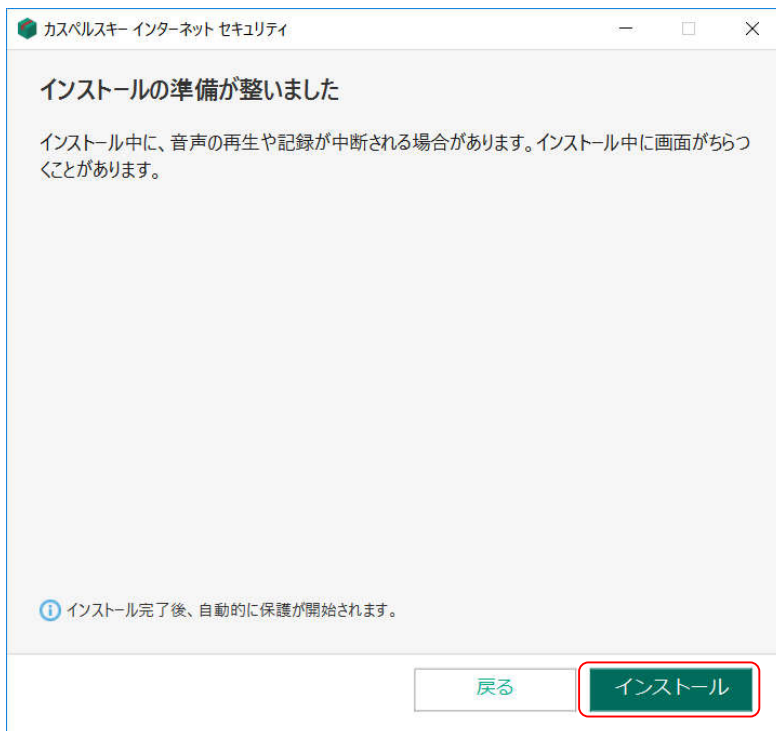 カスペルスキー インターネット セキュリティ
インストールの準備が整いました
インストール中に、音声の再生や記録が中断される場合があります。インストール中に画面がちらつ
くことがあります。
インストール完了後、自動的に保護が開始されます。
戻る
インストール